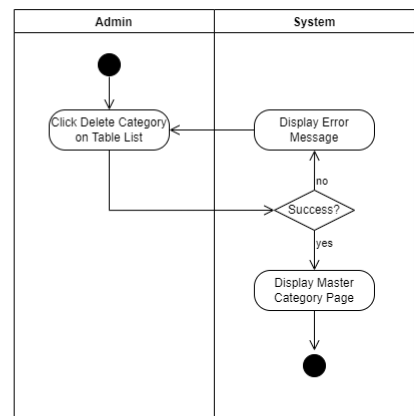 Admin
System
Click Delete Category
on Table List
Display Error
Message
no
Success?
yes
Display Master
Category Page